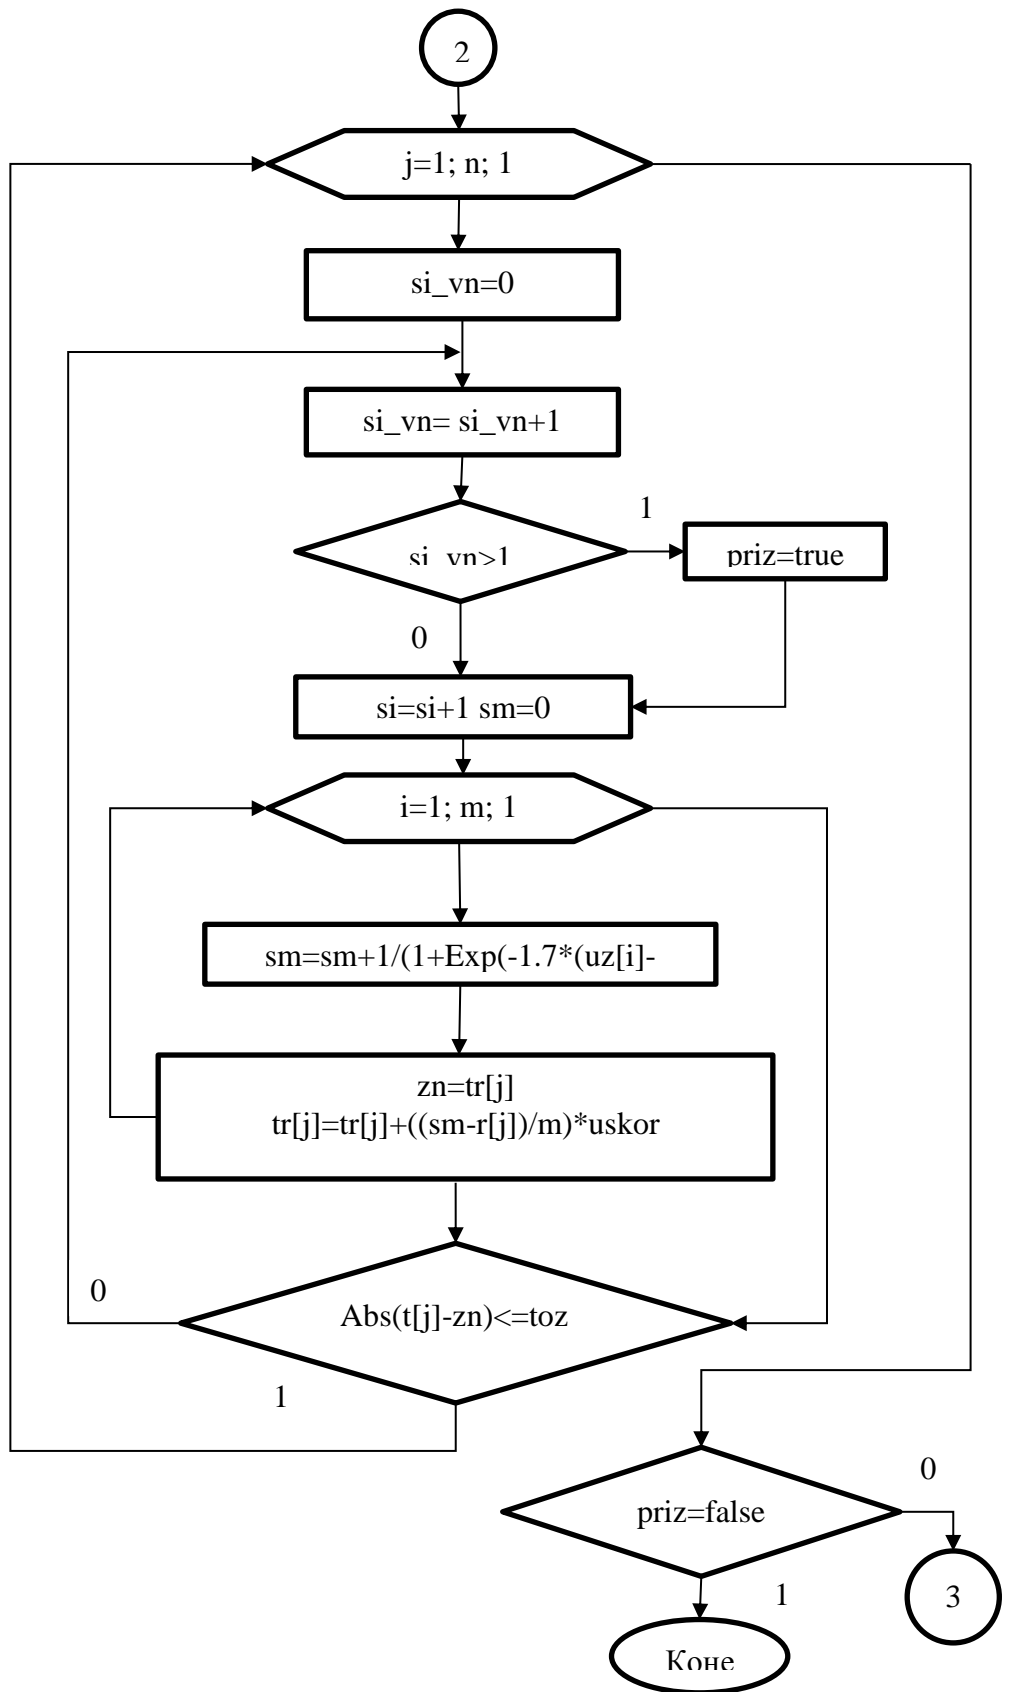 2
j=1; n; 1
si_vn=0
si_vn= si_vn+1
si_vn>1
1
priz=true
0
si=si+1 sm=0
i=1; m; 1
sm=sm+1/(1+Exp(-1.7*(uz[i]-
zn=tr[j]
tr[j]=tr[j]+((sm-r[j])/m)*uskor
Abs(t[j]-zn)<=toz
0
1
priz=false
0
1
3
Коне